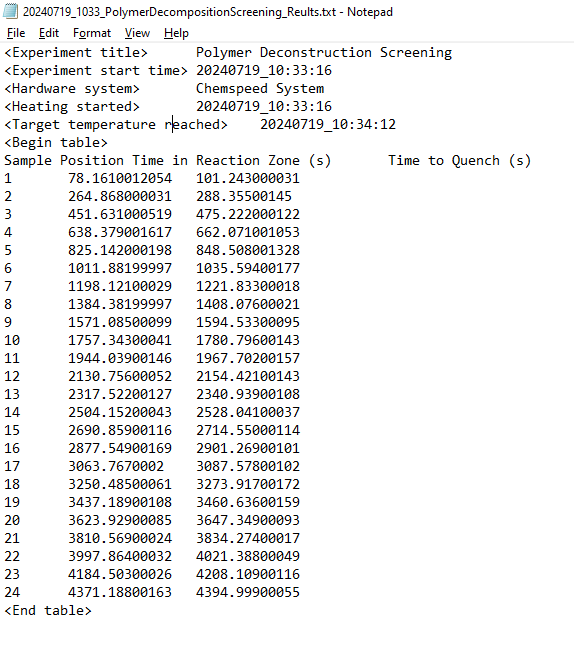 20240719_1033_PolymerDecompositionScreening_Reults.txt - Notepad
File Edit Format View Help
<Experiment title> Polymer Deconstruction Screening
<Experiment start time> 20240719_10:33:16
<Hardware system> Chemspeed System
<Heating started> 20240719_10:33:16
<Target temperature reached> 20240719_10:34:12
<Begin table>
Sample Position Time in Reaction Zone (s) Time to Quench (s)
1 78.1610012054 101.243000031
2 264.868000031 288.35500145
3 451.631000519 475.222000122
4 638.379001617 662.071001053
5 825.142000198 848.508001328
6 1011.88199997 1035.59400177
7 1198.12100029 1221.83300018
8 1384.38199997 1408.07600021
9 1571.08500099 1594.53300095
10 1757.34300041 1780.79600143
11 1944.03900146 1967.70200157
12 2130.75600052 2154.42100143
13 2317.52200127 2340.93900108
14 2504.15200043 2528.04100037
15 2690.85900116 2714.55000114
16 2877.54900169 2901.26900101
17 3063.7670002 3087.57800102
18 3250.48500061 3273.91700172
19 3437.18900108 3460.63600159
20 3623.92900085 3647.34900093
21 3810.56900024 3834.27400017
22 3997.86400032 4021.38800049
23 4184.50300026 4208.10900116
24 4371.18800163 4394.99900055
<End table>